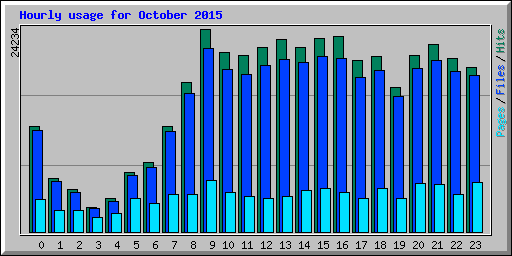 Hourly usage for October 2015
24234
0 1 2 3 4 5 6 7 8 9 10 11 12 13 14 15 16 17 18 19 20 21 22 23
Pages/Files/Hits